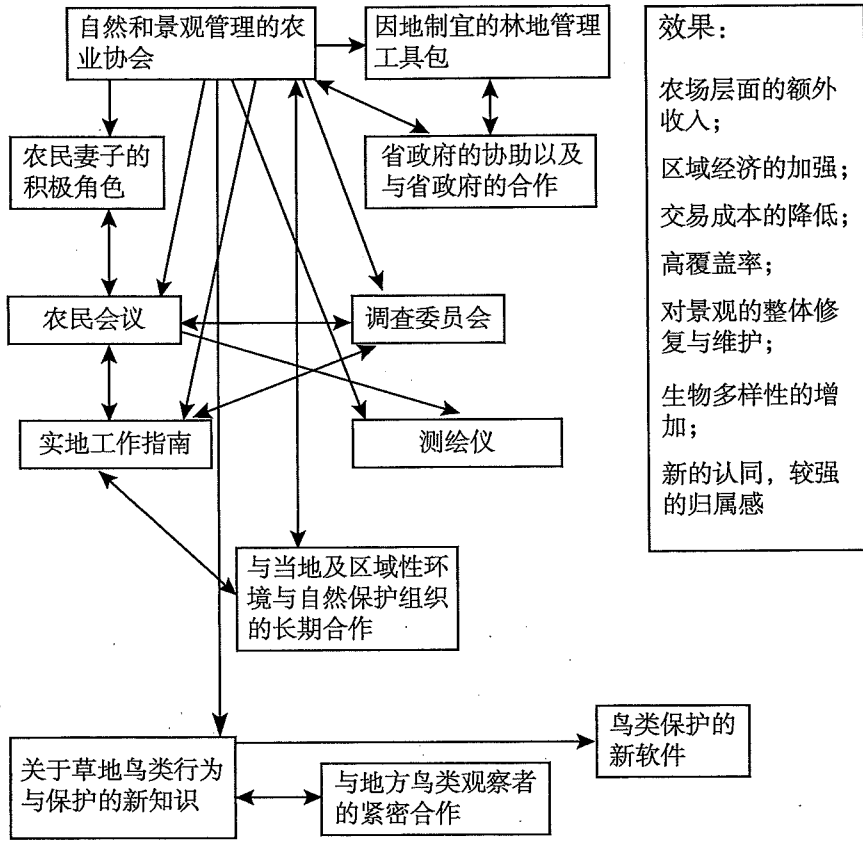 自然和景观管理的农
业协会
因地制宜的林地管理
工具包
农民妻子的
积极角色
省政府的协助以及
与省政府的合作
农民会议
调查委员会
实地工作指南
测绘仪
与当地及区域性环
境与自然保护组织
的长期合作
关于草地鸟类行为
与保护的新知识
与地方鸟类观察者
的紧密合作
鸟类保护的
新软件
效果：
农场层面的额外
收入；
区域经济的加强；
交易成本的降低；
高覆盖率；
对景观的整体修
复与维护；
生物多样性的增
加；
新的认同，较强
的归属感